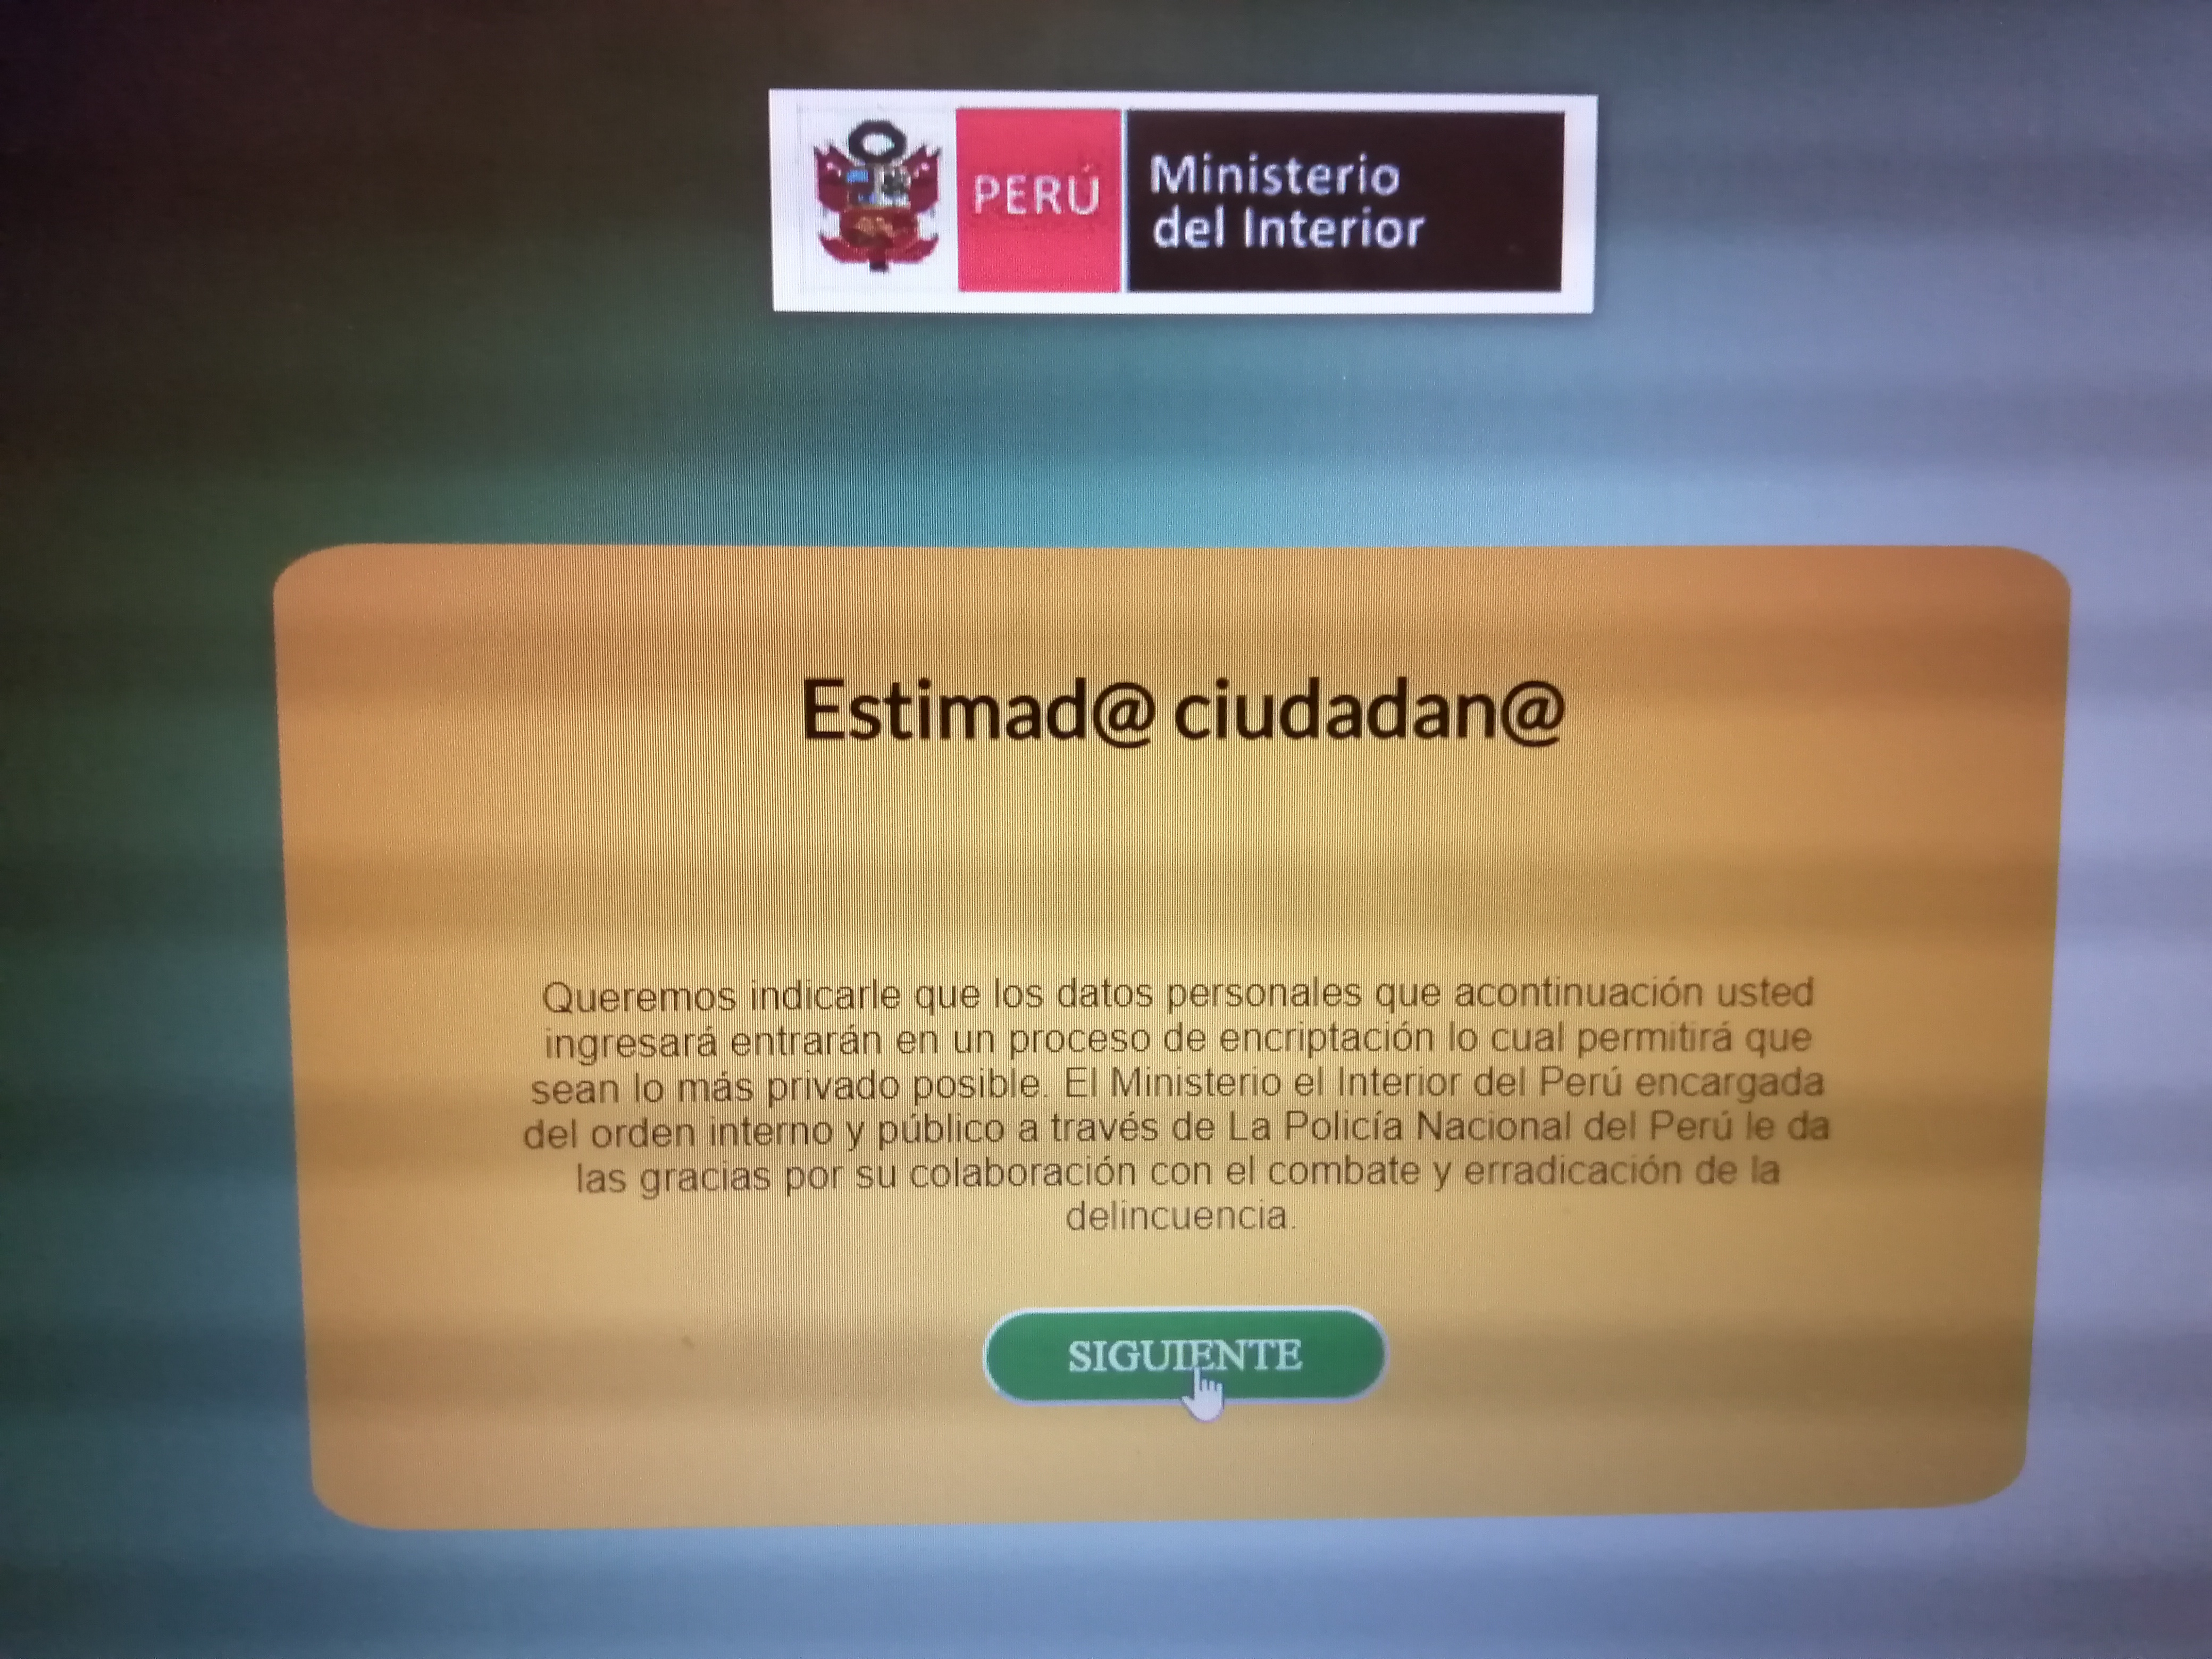 PERÚ
Ministerio
del Interior
Estimad@ ciudadan@
Queremos indicarle que los datos personales que acontinuación usted
ingresará entrarán en un proceso de encriptación lo cual permitirá que
sean lo más privado posible. El Ministerio el Interior del Perú encargada
del orden interno y público a través de La Policía Nacional del Perú le da
las gracias por su colaboración con el combate y erradicación de la
delincuencia.
SIGUIENTE